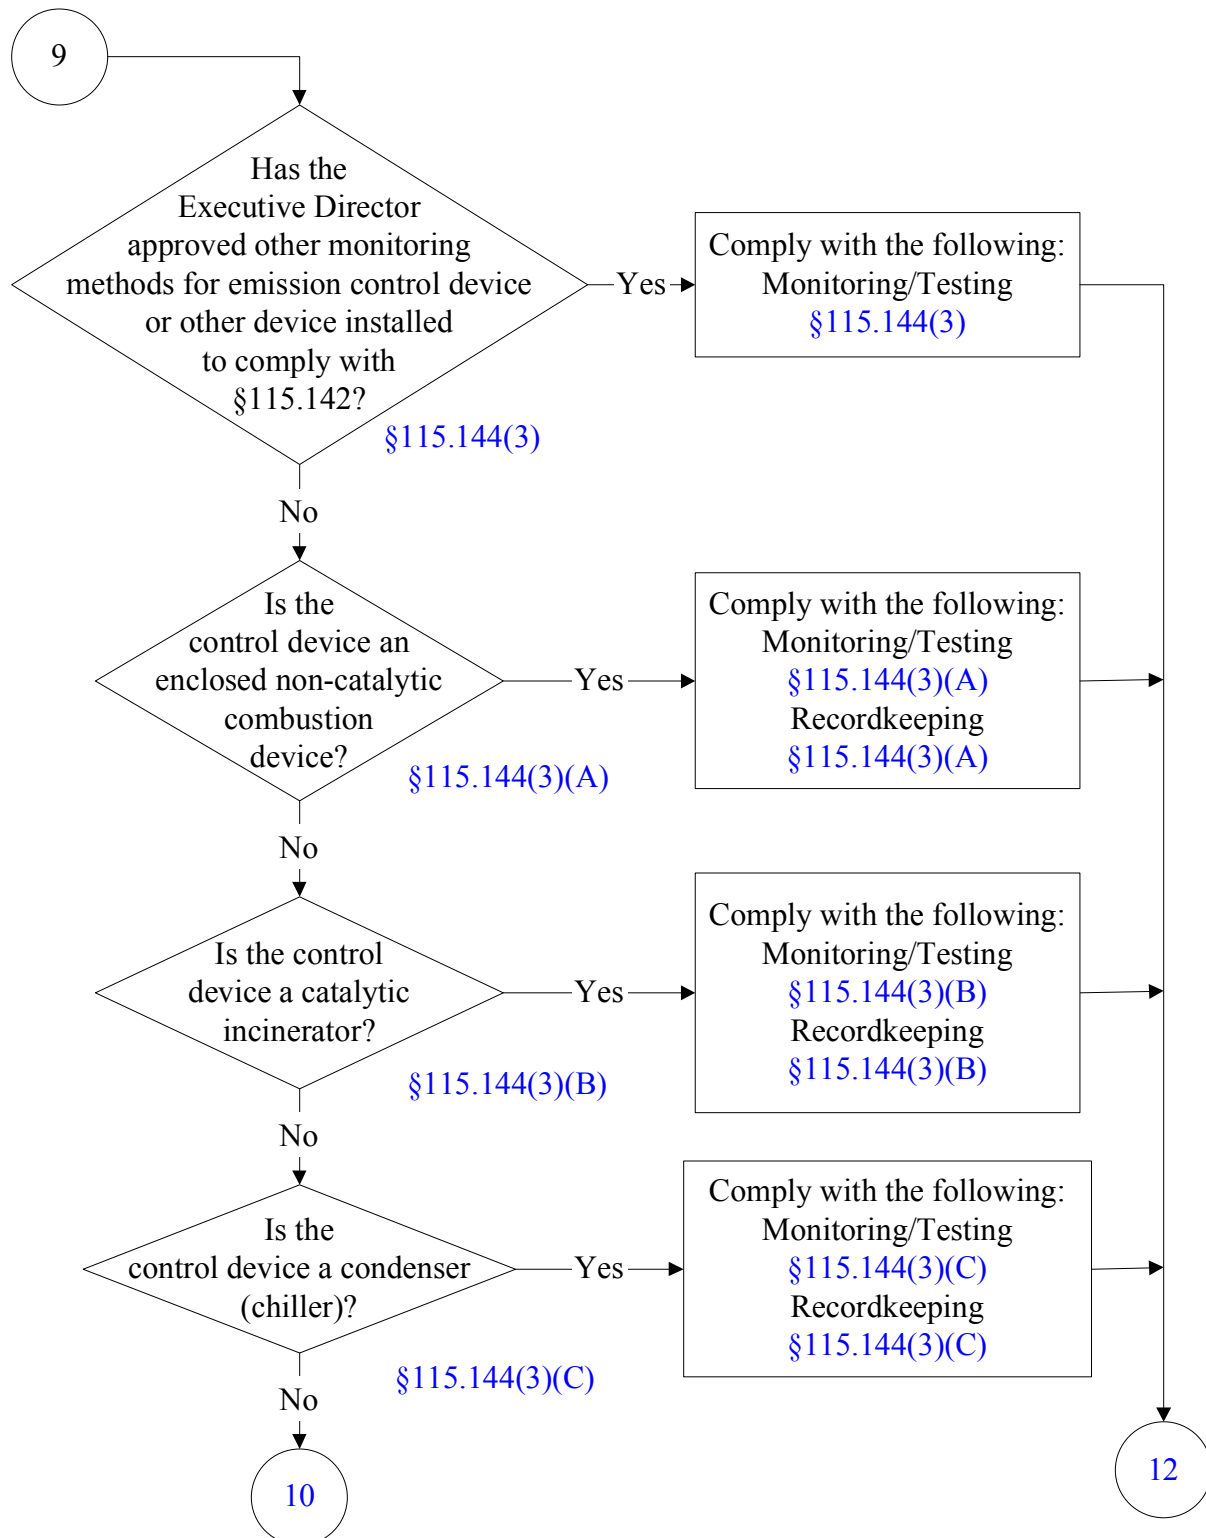 9
Has the
Executive Director
approved other monitoring
methods for emission control device
or other device installed
to comply with
§115.142?
§115.144(3)
Yes
Comply with the following:
Monitoring/Testing
§115.144(3)
No
Is the
control device an
enclosed non-catalytic
combustion
device?
§115.144(3)(A)
Yes
Comply with the following:
Monitoring/Testing
§115.144(3)(A)
Recordkeeping
§115.144(3)(A)
No
Is the control
device a catalytic
incinerator?
§115.144(3)(B)
Yes
Comply with the following:
Monitoring/Testing
§115.144(3)(B)
Recordkeeping
§115.144(3)(B)
No
Is the
control device a condenser
(chiller)?
§115.144(3)(C)
Yes
Comply with the following:
Monitoring/Testing
§115.144(3)(C)
Recordkeeping
§115.144(3)(C)
No
10
12